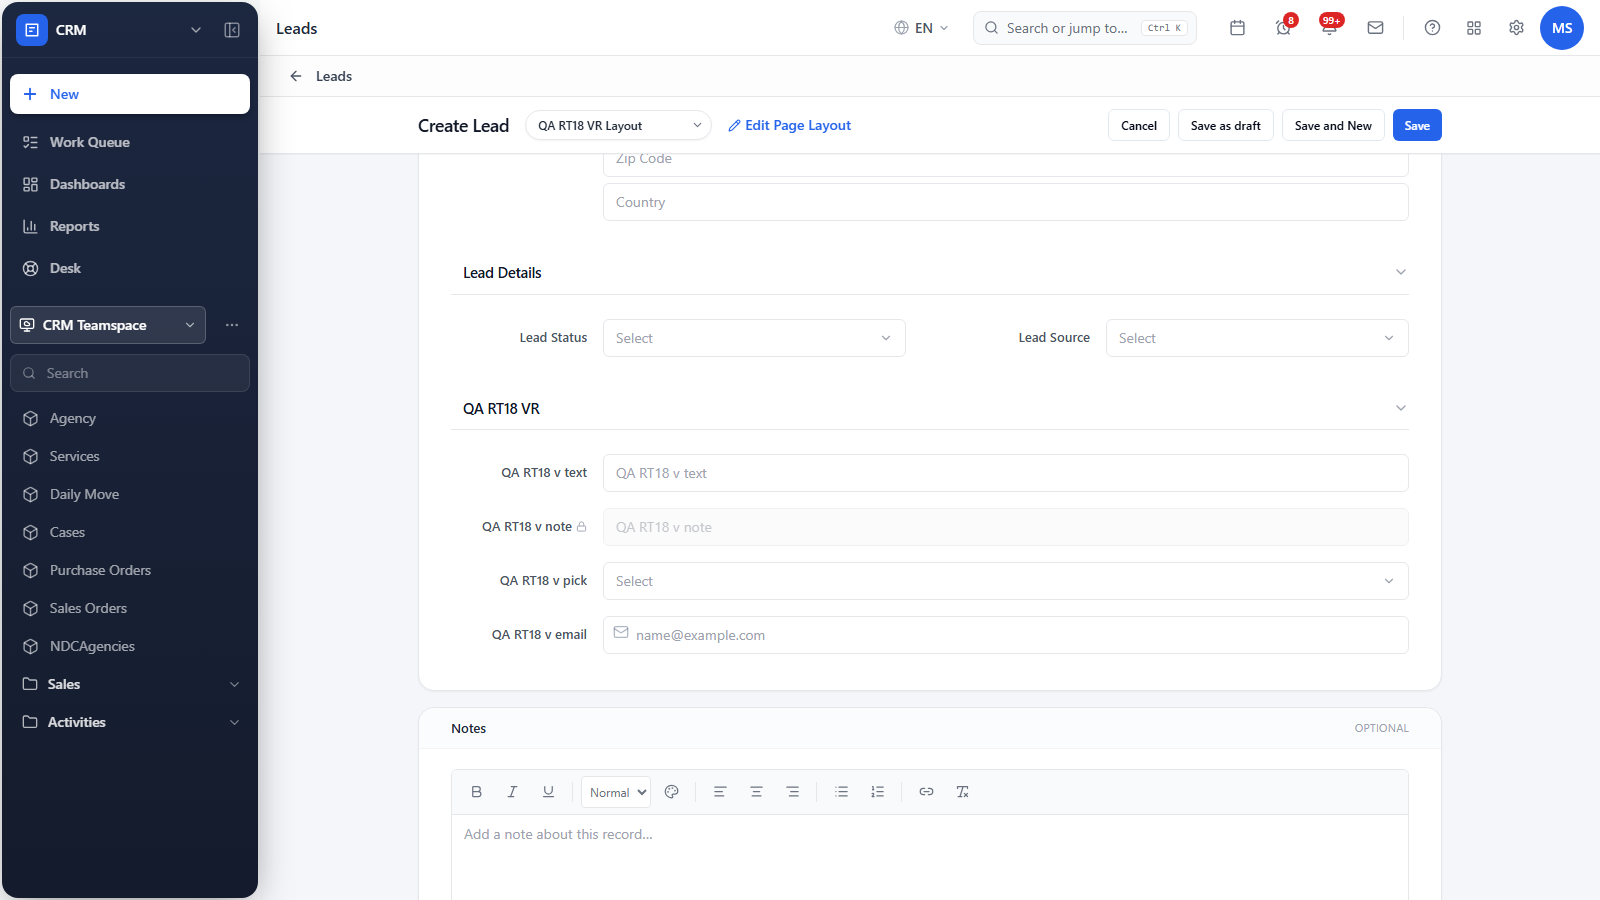 CRM
Leads
EN
Search or jump to...
Ctrl K
8
99+
MS
New
Work Queue
Dashboards
Reports
Desk
CRM Teamspace
Search
Agency
Services
Daily Move
Cases
Purchase Orders
Sales Orders
NDCAgencies
Sales
Activities
Leads
Create Lead
QA RT18 VR Layout
Edit Page Layout
Cancel
Save as draft
Save and New
Save
Zip Code
Country
Lead Details
Lead Status
Select
Lead Source
Select
QA RT18 VR
QA RT18 v text
QA RT18 v text
QA RT18 v note
QA RT18 v note
QA RT18 v pick
Select
QA RT18 v email
name@example.com
Notes
OPTIONAL
Normal
Add a note about this record...